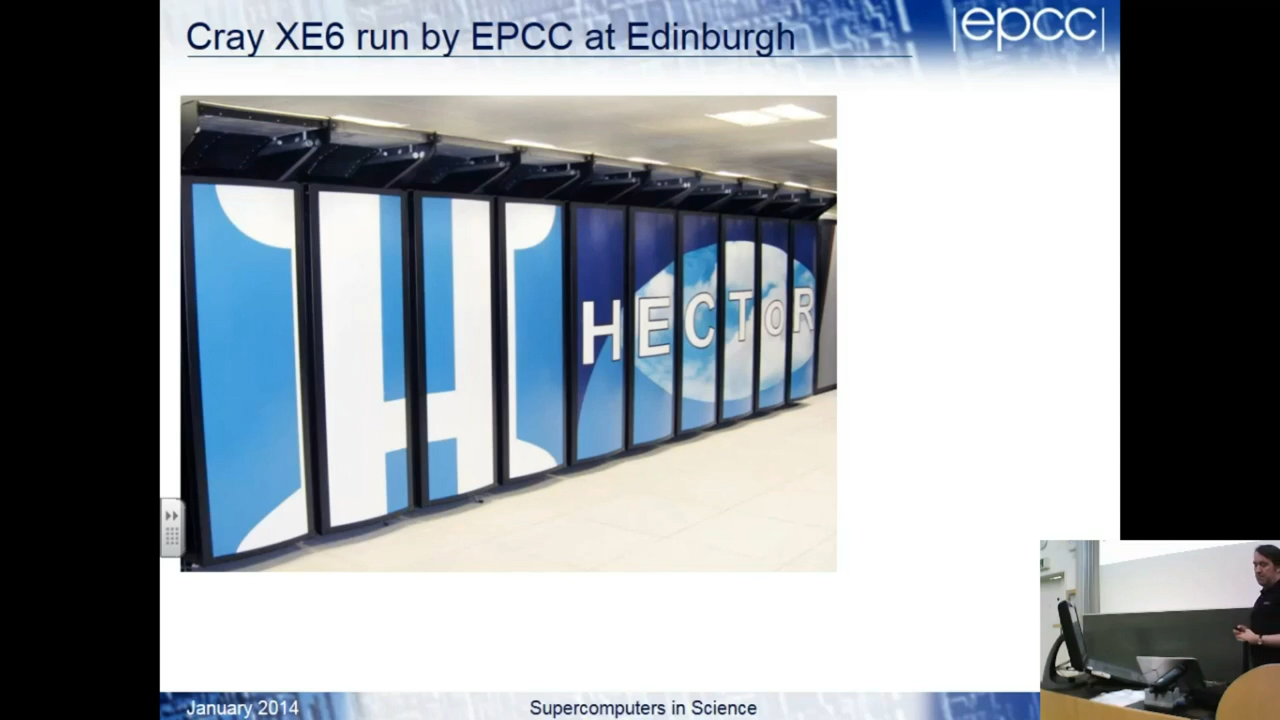 Cray XE6 run by EPCC at Edinburgh
|epcc|
HECToR
January 2014
Supercomputers in Science